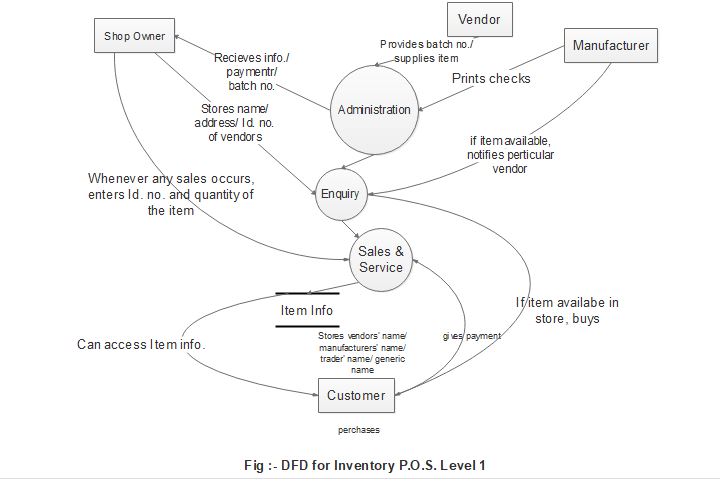 Vendor
Shop Owner
Manufacturer
Provides batch no./
supplies item
Recieves info./
paymentr/
batch no.
Prints checks
Administration
Stores name/
address/ Id. no.
of vendors
if item available,
notifies perticular
vendor
Whenever any sales occurs,
enters Id. no. and quantity of
the item
Enquiry
Sales &
Service
Item Info
If item availabe in
store, buys
Can access Item info.
Stores vendors' name/
manufacturers' name/
trader' name/ generic
name
gives payment
Customer
perchases
Fig :- DFD for Inventory P.O.S. Level 1